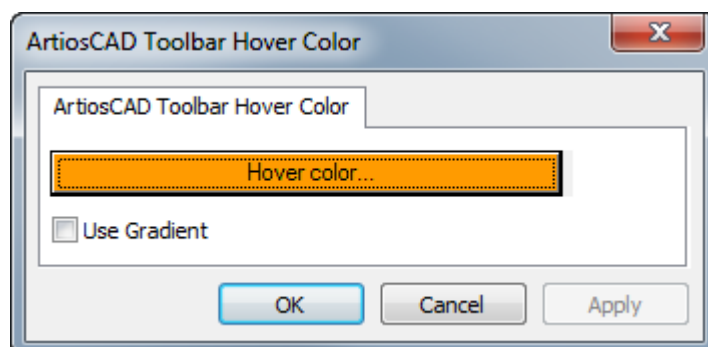 ArtiosCAD Toolbar Hover Color
ArtiosCAD Toolbar Hover Color
Hover color...
Use Gradient
OK Cancel Apply